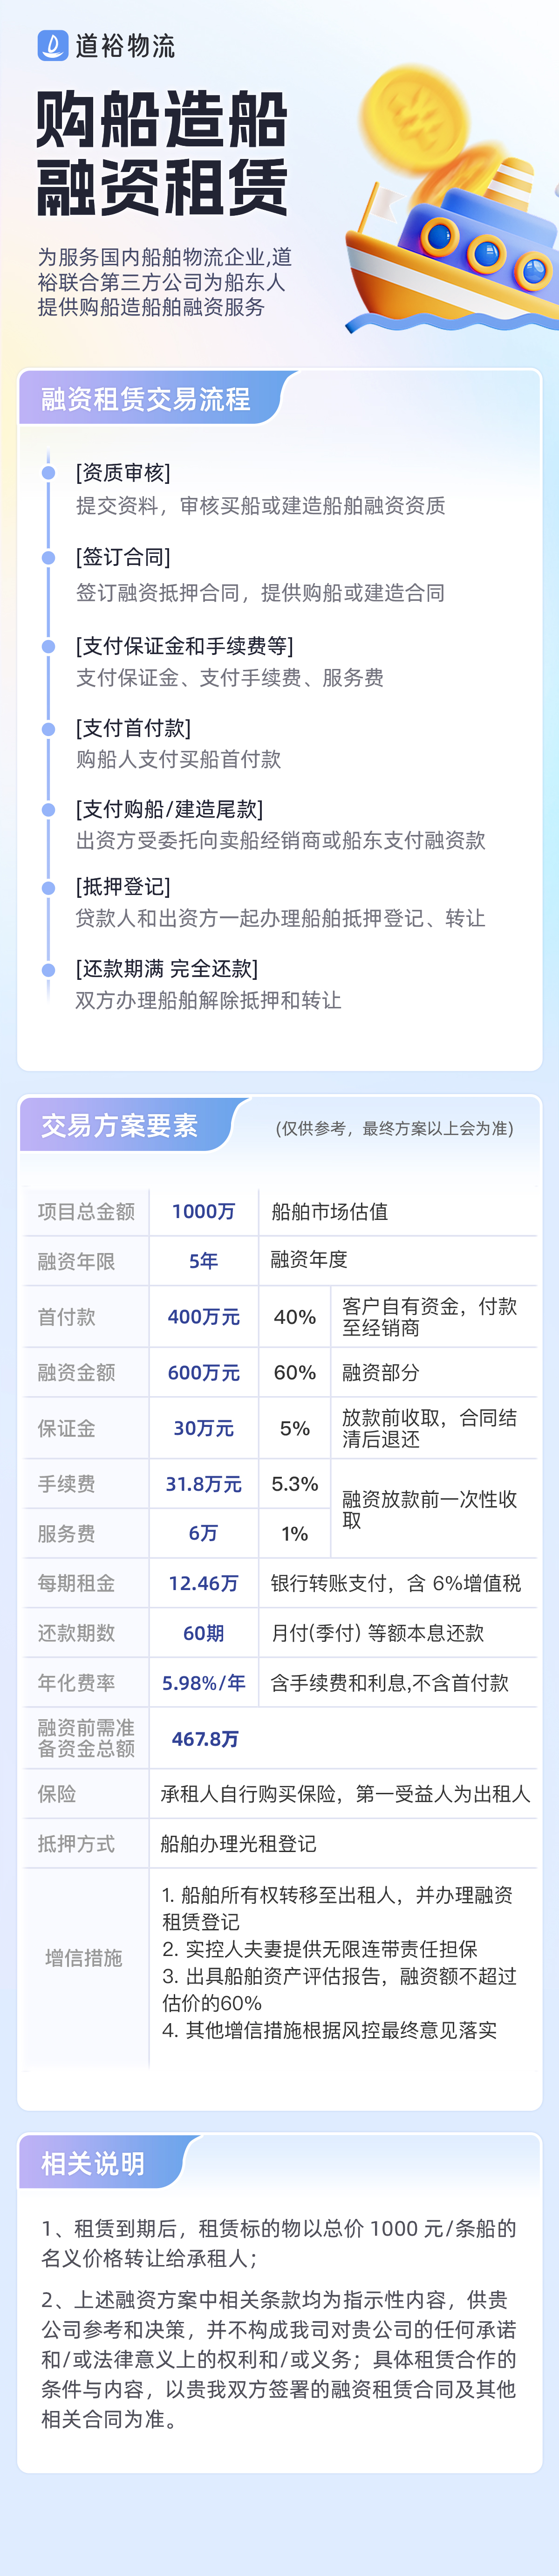 道裕物流
购船造船
融资租赁
为服务国内船舶物流企业,道
裕联合第三方公司为船东人
提供购船造船舶融资服务
融资租赁交易流程
[资质审核]
提交资料，审核买船或建造船舶融资资质
[签订合同]
签订融资抵押合同，提供购船或建造合同
[支付保证金和手续费等]
支付保证金、支付手续费、服务费
[支付首付款]
购船人支付买船首付款
[支付购船/建造尾款]
出资方受委托向卖船经销商或船东支付融资款
[抵押登记]
贷款人和出资方一起办理船舶抵押登记、转让
[还款期满 完全还款]
双方办理船舶解除抵押和转让
交易方案要素
(仅供参考，最终方案以上会为准)
项目总金额 1000万 船舶市场估值
融资年限 5年 融资年度
首付款 400万元 40% 客户自有资金，付款
至经销商
融资金额 600万元 60% 融资部分
保证金 30万元 5% 放款前收取，合同结
清后退还
手续费 31.8万元 5.3% 融资放款前一次性收
取
服务费 6万 1%
每期租金 12.46万 银行转账支付，含 6%增值税
还款期数 60期 月付(季付) 等额本息还款
年化费率 5.98%/年 含手续费和利息,不含首付款
融资前需准
备资金总额 467.8万
保险 承租人自行购买保险，第一受益人为出租人
抵押方式 船舶办理光租登记
增信措施
1. 船舶所有权转移至出租人，并办理融资
租赁登记
2. 实控人夫妻提供无限连带责任担保
3. 出具船舶资产评估报告，融资额不超过
估价的60%
4. 其他增信措施根据风控最终意见落实
相关说明
1、租赁到期后，租赁标的物以总价 1000 元/条船的
名义价格转让给承租人；
2、上述融资方案中相关条款均为指示性内容，供贵
公司参考和决策，并不构成我司对贵公司的任何承诺
和/或法律意义上的权利和/或义务；具体租赁合作的
条件与内容，以贵我双方签署的融资租赁合同及其他
相关合同为准。